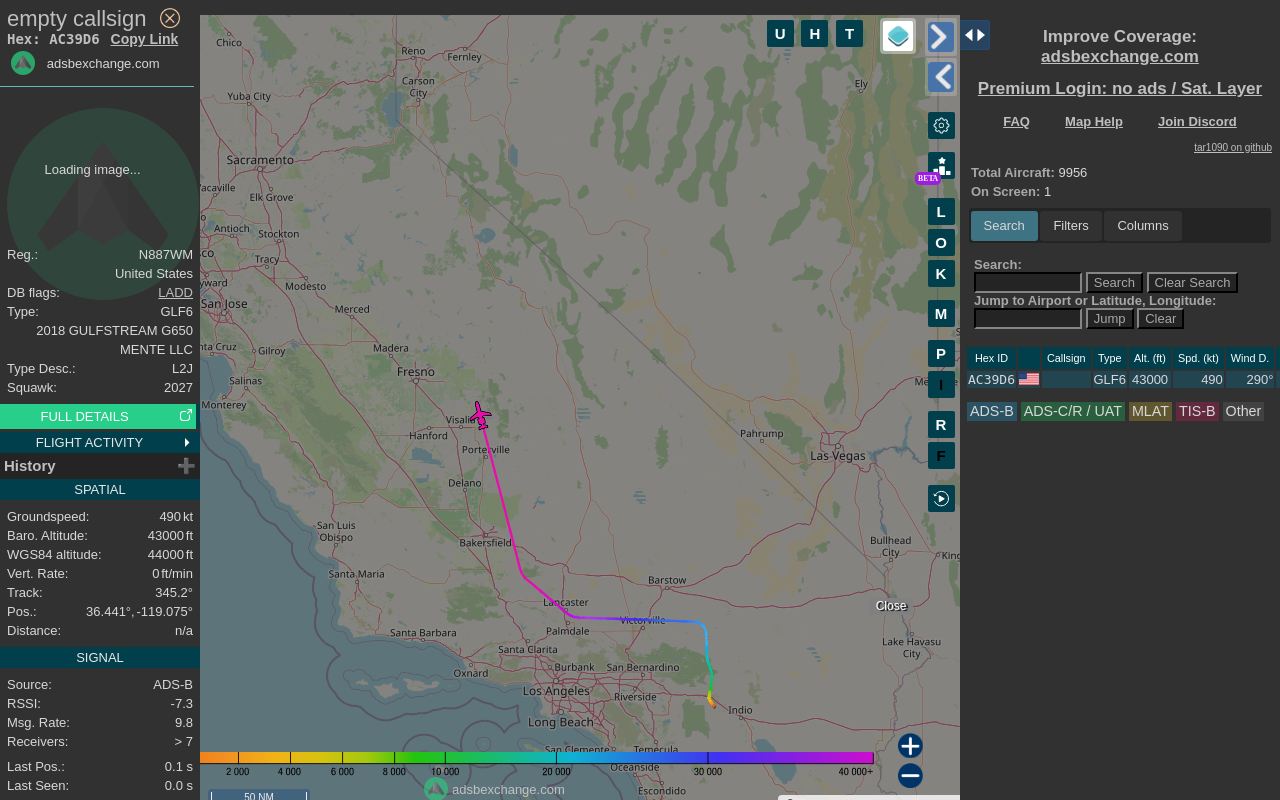 empty callsign
Hex: AC39D6 Copy Link
adsbexchange.com
Loading image...
Reg.: N887WM
United States
DB flags: LADD
Type: GLF6
2018 GULFSTREAM G650
MENTE LLC
Type Desc.: L2J
Squawk: 2027
FULL DETAILS
FLIGHT ACTIVITY
History
SPATIAL
Groundspeed: 490 kt
Baro. Altitude: 43000 ft
WGS84 altitude: 44000 ft
Vert. Rate: 0 ft/min
Track: 345.2°
Pos.: 36.441°, -119.075°
Distance: n/a
SIGNAL
Source: ADS-B
RSSI: -7.3
Msg. Rate: 9.8
Receivers: > 7
Last Pos.: 0.1 s
Last Seen: 0.0 s
U H T
Chico
Reno
Fernley
Carson
City
Ely
Yuba City
Sacramento
Vacaville
Elk Grove
Antioch
Stockton
sco
Tracy
yward
Modesto
San Jose
Merced
nta Cruz
Gilroy
Madera
Fresno
Salinas
Monterey
Visalia
Hanford
Porterville
Delano
Pahrump
Las Vegas
San Luis
Obispo
Bakersfield
Bullhead
City
King
Santa Maria
Barstow
Lancaster
Close
Victorville
Palmdale
Santa Barbara
Santa Clarita
Lake Havasu
City
Burbank
San Bernardino
Oxnard
Los Angeles
Riverside
Indio
Long Beach
San Clemente
Temecula
Oceanside
Escondido
BETA
L
O
K
M
P
I
R
F
2 000 4 000 6 000 8 000 10 000 20 000 30 000 40 000+
adsbexchange.com
50 NM
Improve Coverage:
adsbexchange.com
Premium Login: no ads / Sat. Layer
FAQ Map Help Join Discord
tar1090 on github
Total Aircraft: 9956
On Screen: 1
Search Filters Columns
Search:
Search Clear Search
Jump to Airport or Latitude, Longitude:
Jump Clear
Hex ID Callsign Type Alt. (ft) Spd. (kt) Wind D.
AC39D6 GLF6 43000 490 290°
ADS-B ADS-C/R / UAT MLAT TIS-B Other